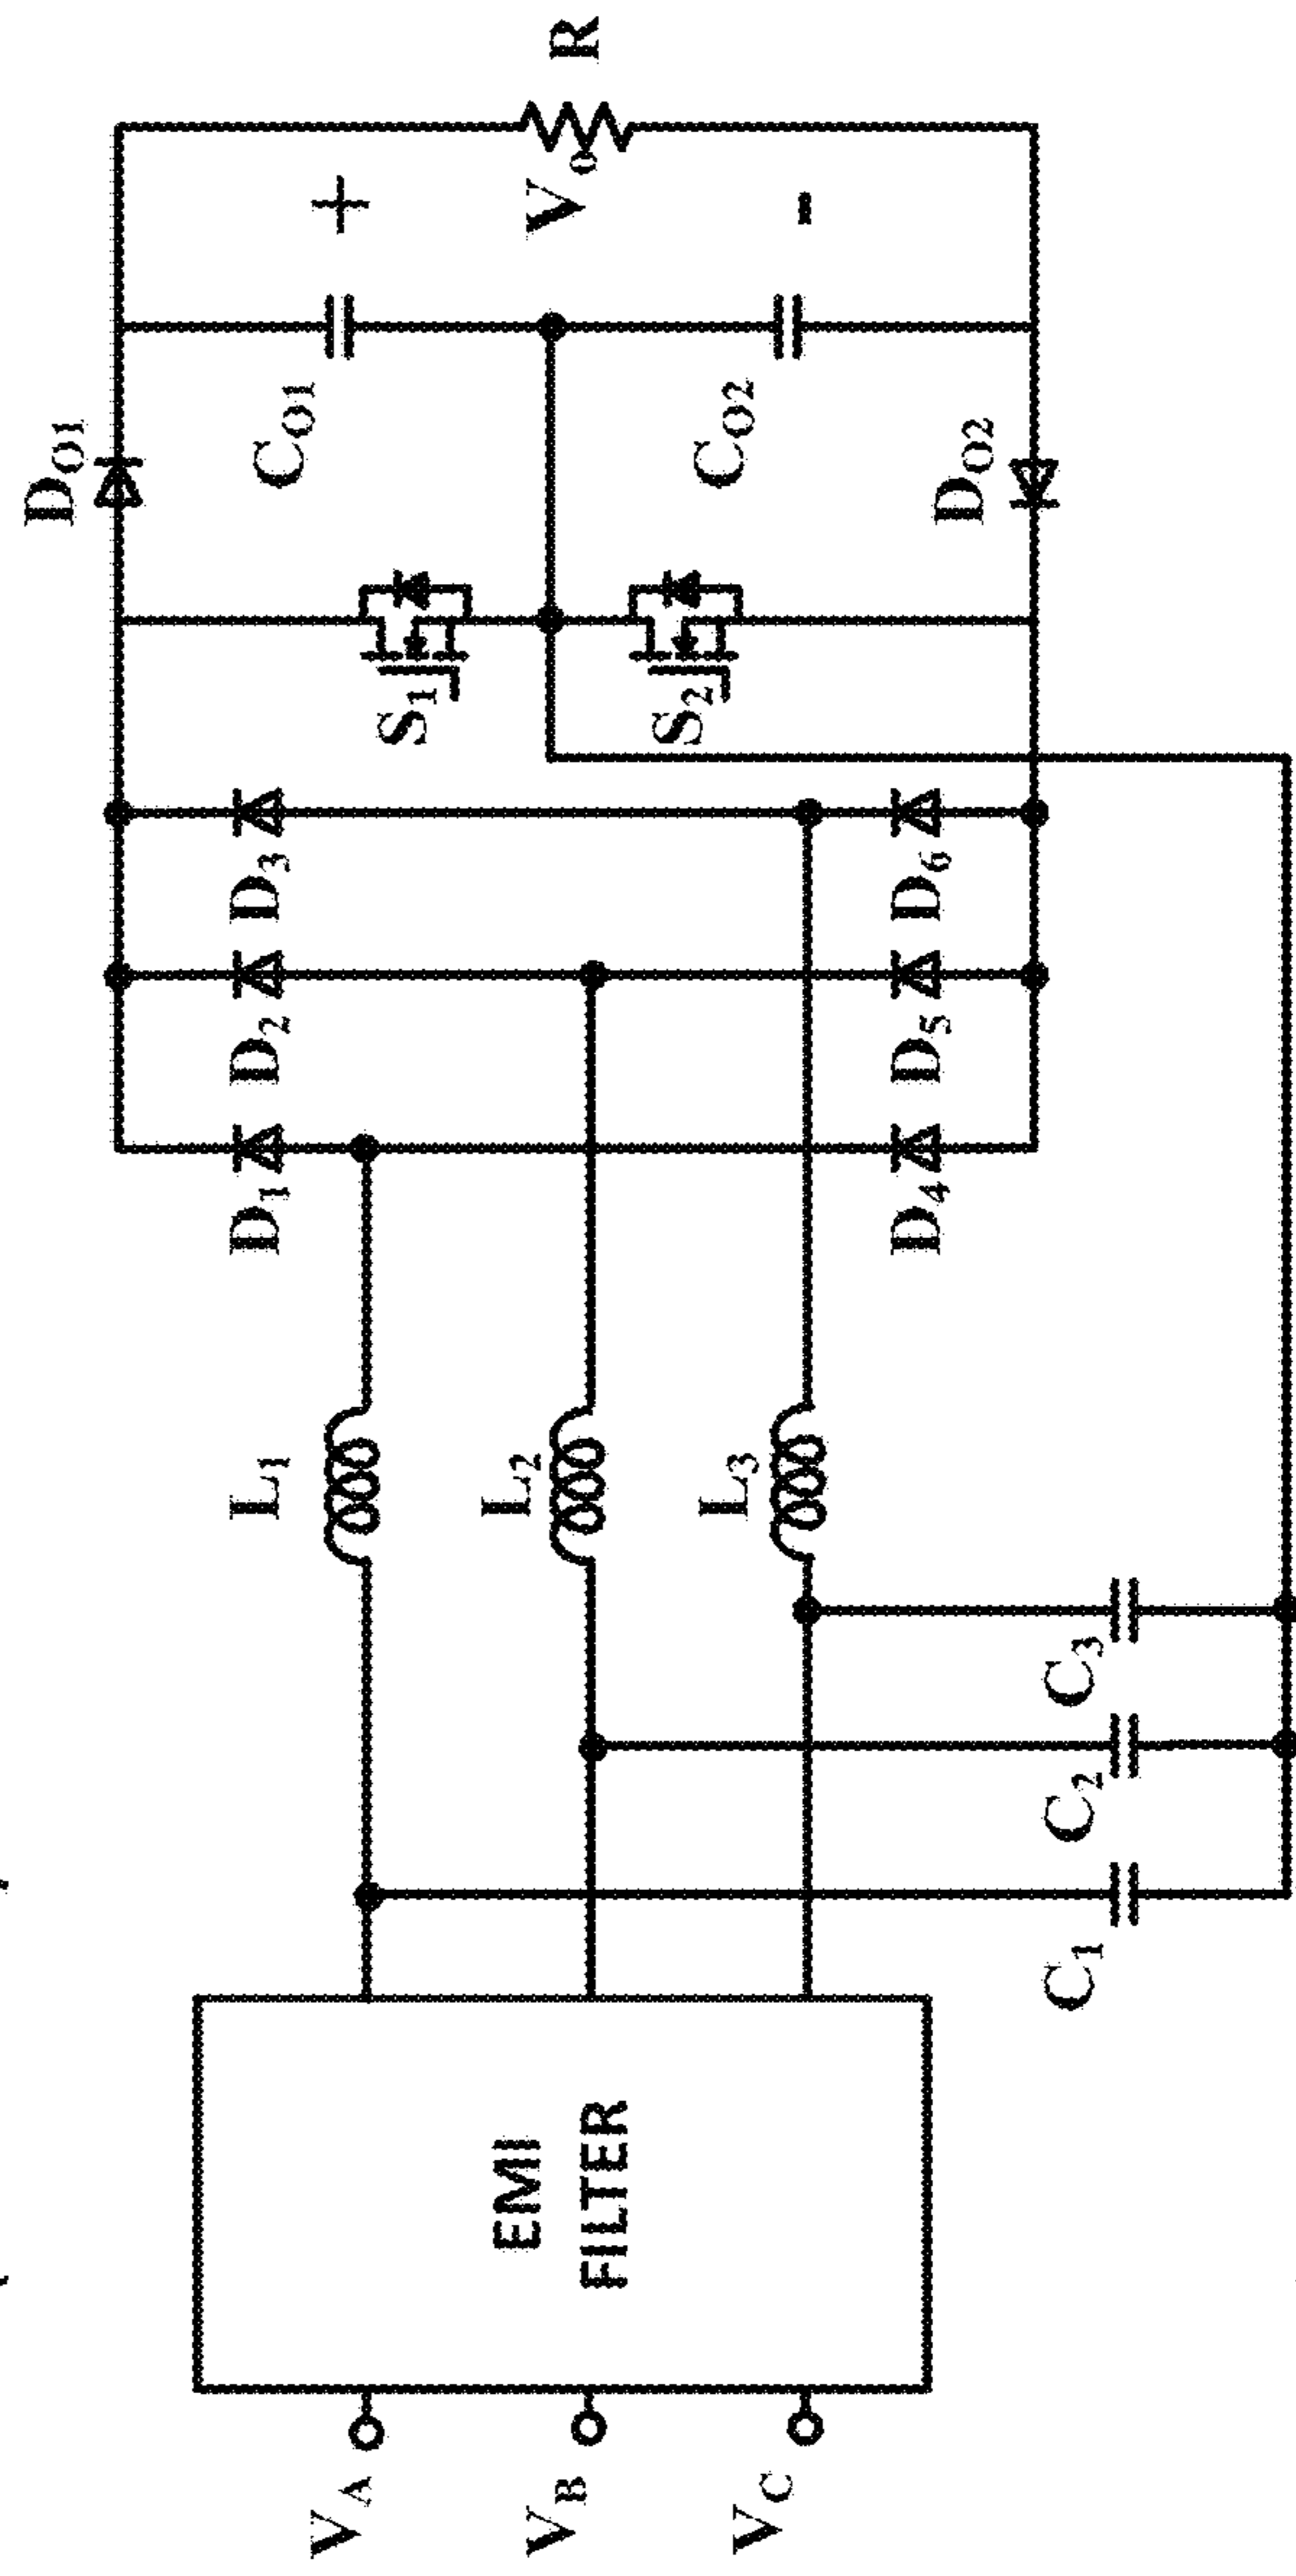 V_A
V_B
V_C
EMI
FILTER
C_1
C_2
C_3
L_1
L_2
L_3
D_1
D_2
D_3
D_4
D_5
D_6
S_1
S_2
D_O1
D_O2
C_O1
C_O2
+
V_o
-
R